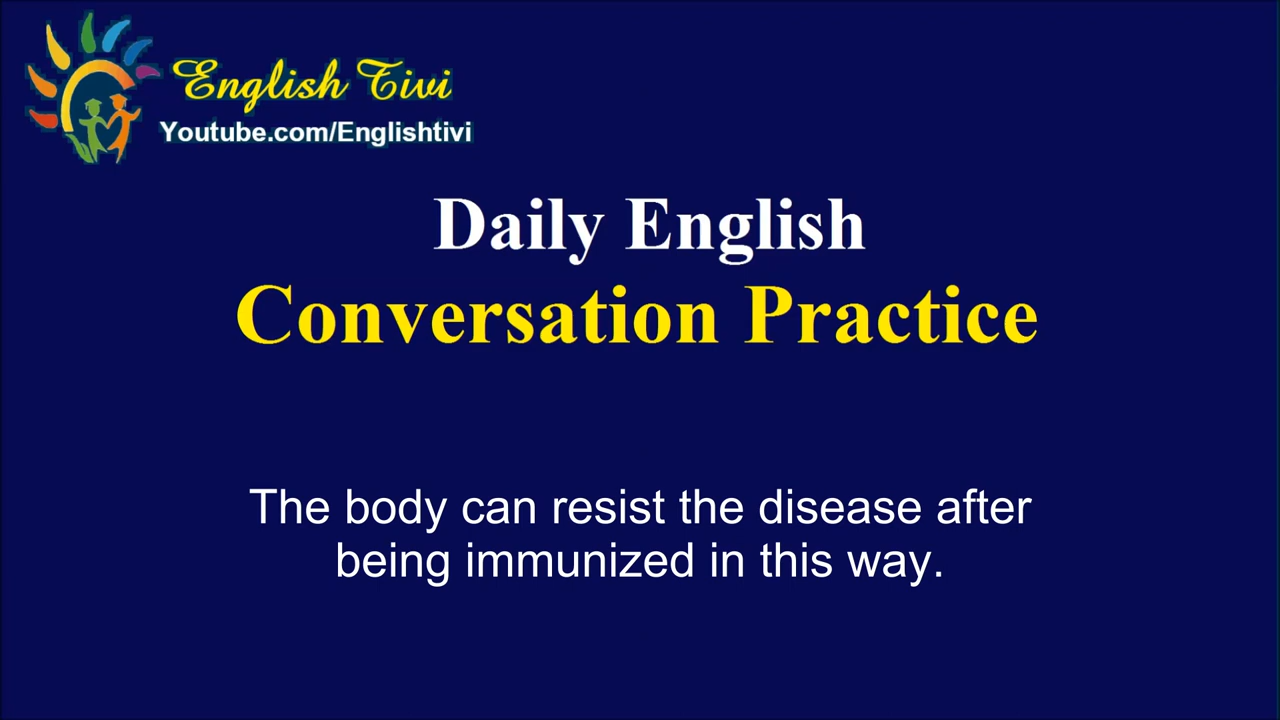 English Tivi
Youtube.com/Englishtivi
Daily English
Conversation Practice
The body can resist the disease after
being immunized in this way.